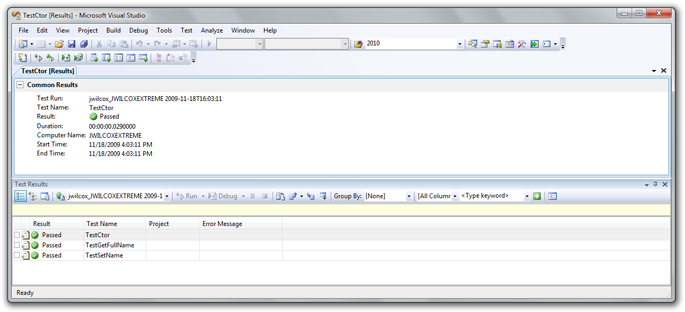 TestCtor [Results] - Microsoft Visual Studio
File Edit View Project Build Debug Tools Test Analyze Window Help
2010
TestCtor [Results]
Common Results
Test Run: jwilcox_JWILCOXEXTREME 2009-11-18T16:03:11
Test Name: TestCtor
Result: Passed
Duration: 00:00:00.0290000
Computer Name: JWILCOXEXTREME
Start Time: 11/18/2009 4:03:11 PM
End Time: 11/18/2009 4:03:11 PM
Test Results
jwilcox_JWILCOXEXTREME 2009-1 Run Debug Group By: [None] [All Column <Type keyword>
Result Test Name Project Error Message
Passed TestCtor
Passed TestGetFullName
Passed TestSetName
Ready